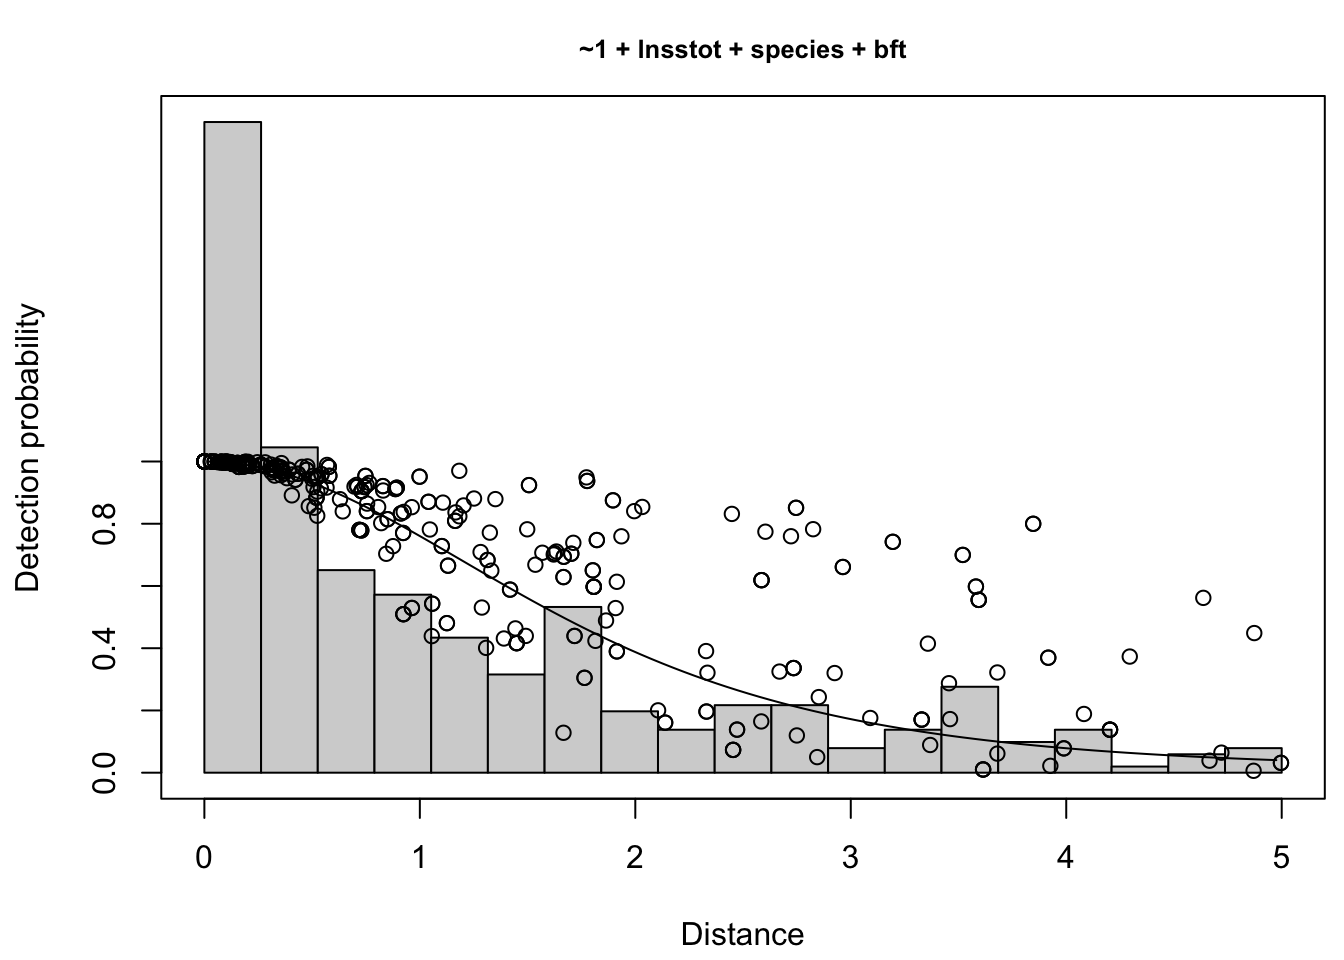 ~1 + lnsstot + species + bft
Detection probability
0.8
0.4
0.0
0 1 2 3 4 5
Distance